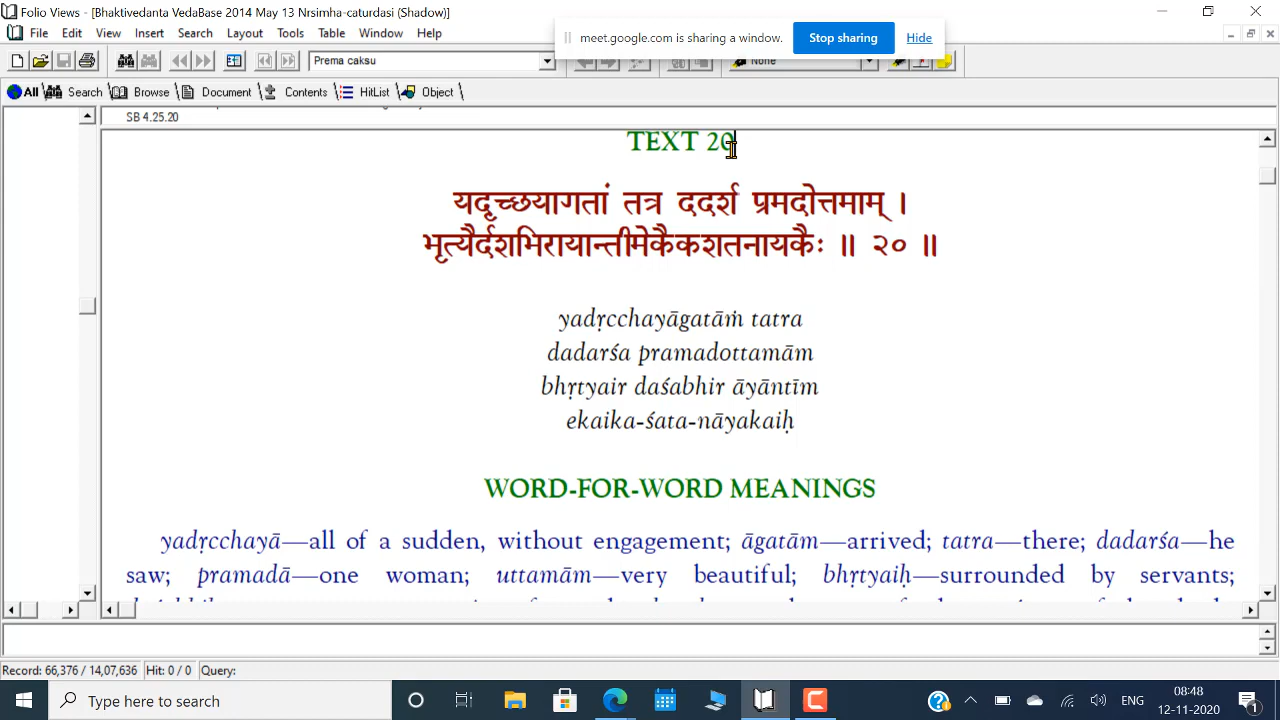 Folio Views - [Bhaktivedanta VedaBase 2014 May 13 Nrsimha-caturdasi (Shadow)]
meet.google.com is sharing a window. Stop sharing Hide
File Edit View Insert Search Layout Tools Table Window Help
Prema caksu None
All Search Browse Document Contents HitList Object
SB 4.25.20
TEXT 20
यदृच्छयागतां तत्र ददर्श प्रमदोत्तमाम् ।
भृत्यैर्दशभिरायान्तीमेकैकशतनायकैः ॥ २० ॥
yadṛcchayāgatāṁ tatra
dadarśa pramadottamām
bhṛtyair daśabhir āyāntīm
ekaika-śata-nāyakaiḥ
WORD-FOR-WORD MEANINGS
yadṛcchayā—all of a sudden, without engagement; āgatām—arrived; tatra—there; dadarśa—he
saw; pramadā—one woman; uttamām—very beautiful; bhṛtyaiḥ—surrounded by servants;
Record: 66,376 / 14,07,636 Hit: 0 / 0 Query:
Type here to search
ENG
08:48
12-11-2020
1